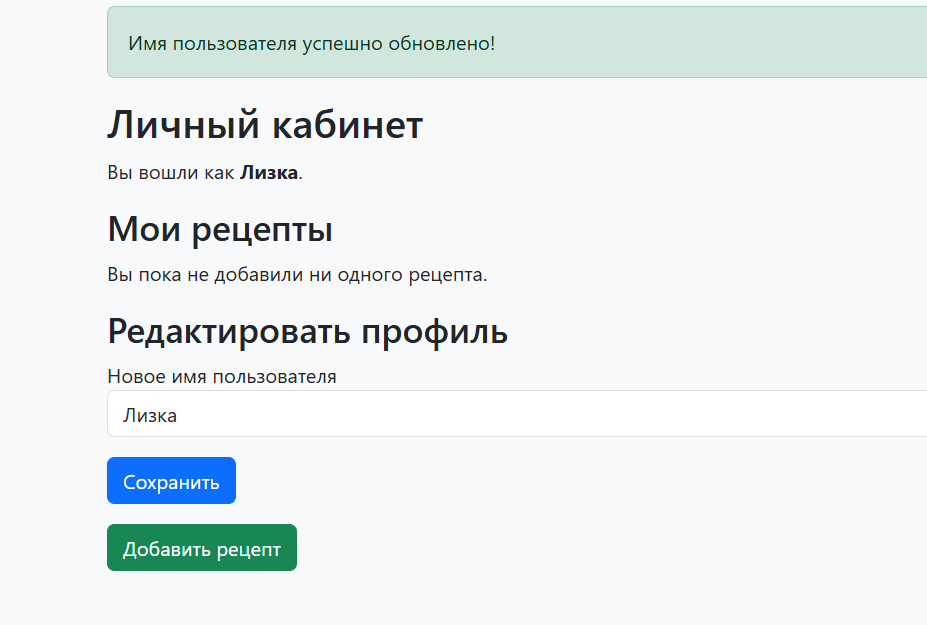 Имя пользователя успешно обновлено!
Личный кабинет
Вы вошли как Лизка.
Мои рецепты
Вы пока не добавили ни одного рецепта.
Редактировать профиль
Новое имя пользователя
Лизка
Сохранить
Добавить рецепт